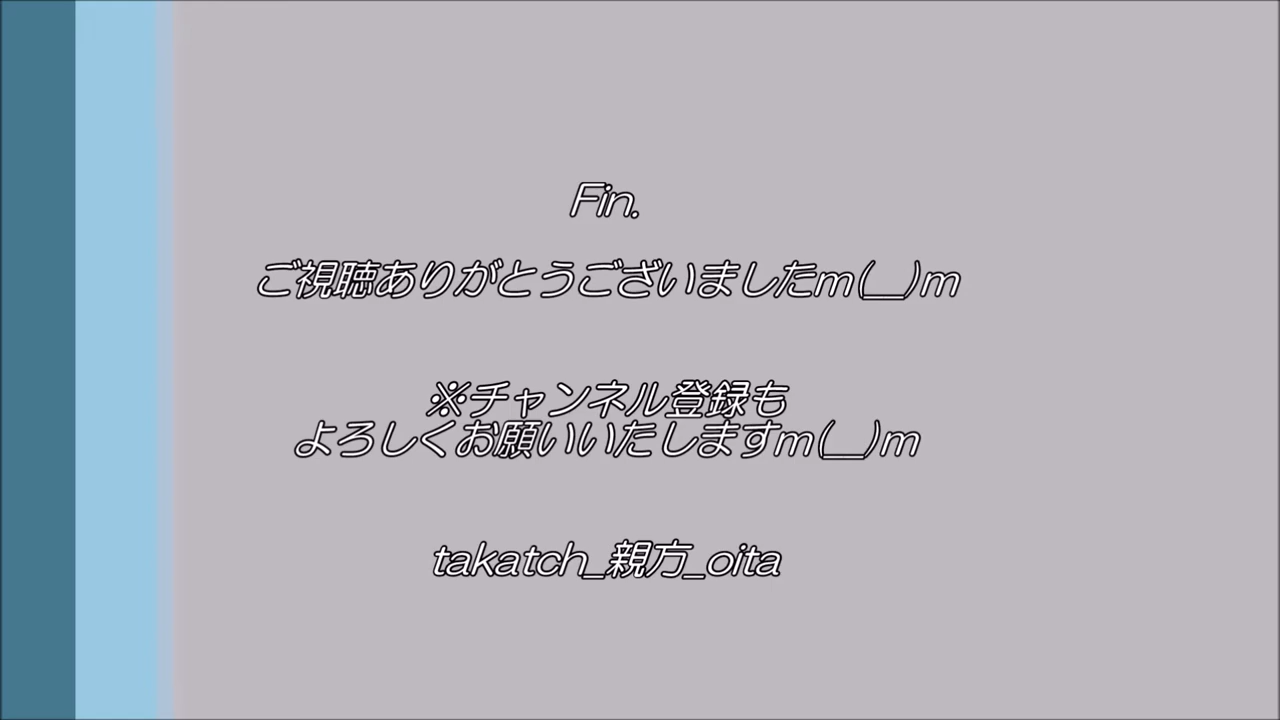 Fin.
ご視聴ありがとうございましたm(__)m
※チャンネル登録も
よろしくお願いいたしますm(__)m
takatch_親方_oita